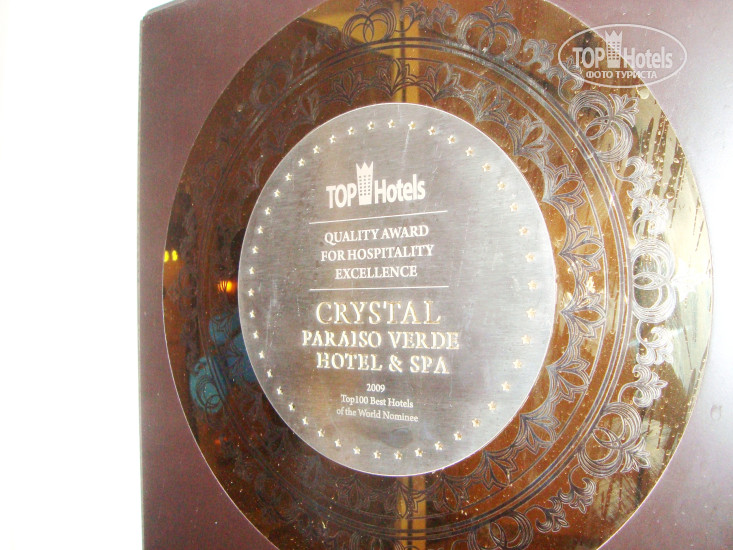 TOP Hotels
ФОТО ТУРИСТА
TOP Hotels
QUALITY AWARD
FOR HOSPITALITY
EXCELLENCE
CRYSTAL
PARAISO VERDE
HOTEL & SPA
2009
Top100 Best Hotels
of the World Nominee